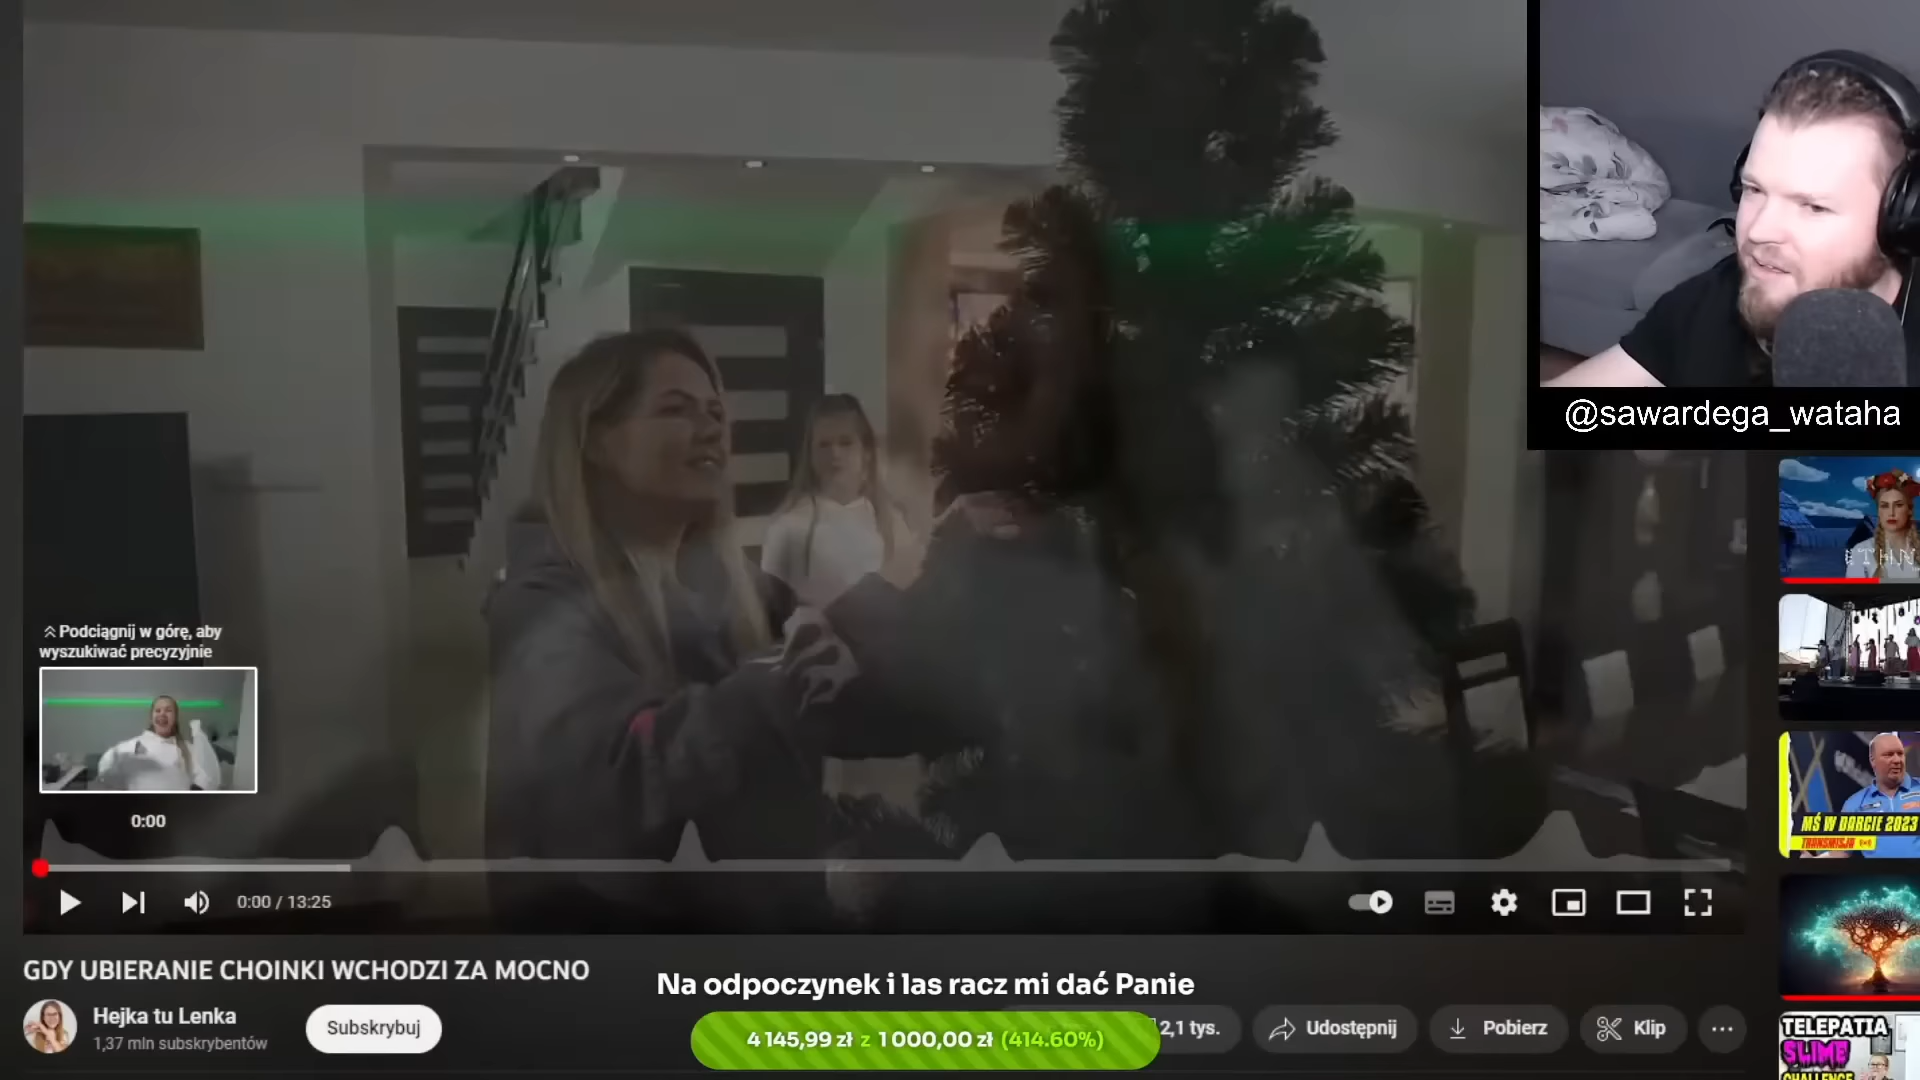 @sawardega_wataha
Podciągnij w górę, aby
wyszukiwać precyzyjnie
0:00
0:00 / 13:25
MŚ W DARCIE 2023
TRANSMISJA
GDY UBIERANIE CHOINKI WCHODZI ZA MOCNO
Na odpoczynek i las racz mi dać Panie
Hejka tu Lenka
1,37 mln subskrybentów
Subskrybuj
4 145,99 zł z 1 000,00 zł (414.60%)
2,1 tys.
Udostępnij
Pobierz
Klip
TELEPATIA
SLIME
CHALLENGE